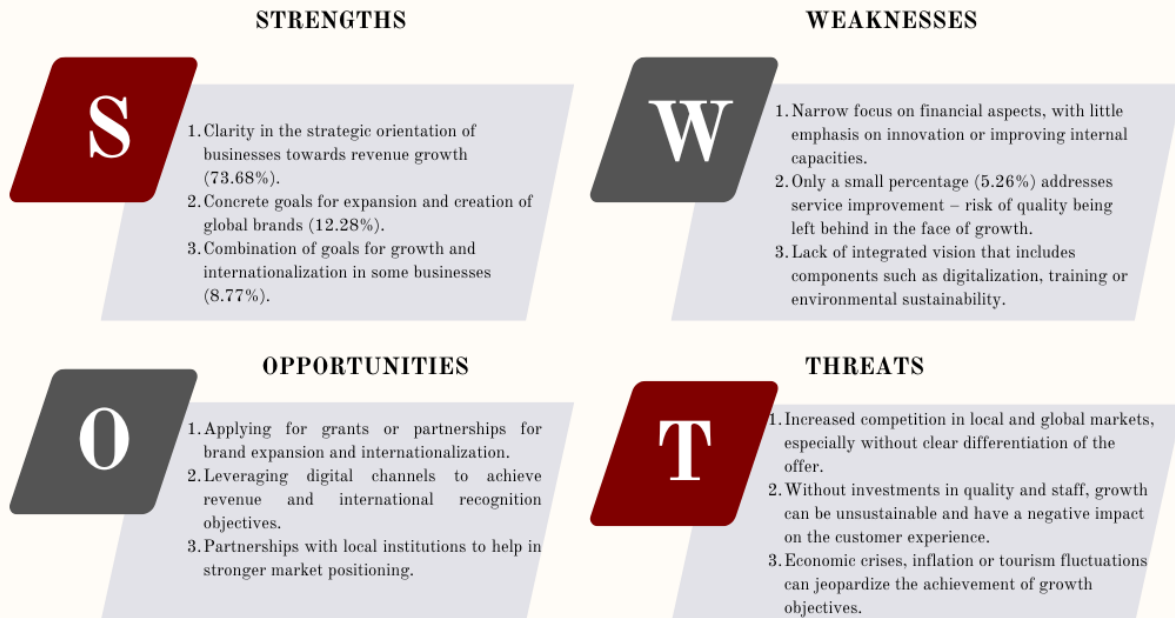 STRENGTHS
S
1. Clarity in the strategic orientation of
businesses towards revenue growth
(73.68%).
2. Concrete goals for expansion and creation of
global brands (12.28%).
3. Combination of goals for growth and
internationalization in some businesses
(8.77%).
WEAKNESSES
W
1. Narrow focus on financial aspects, with little
emphasis on innovation or improving internal
capacities.
2. Only a small percentage (5.26%) addresses
service improvement – risk of quality being
left behind in the face of growth.
3. Lack of integrated vision that includes
components such as digitalization, training or
environmental sustainability.
OPPORTUNITIES
O
1. Applying for grants or partnerships for
brand expansion and internationalization.
2. Leveraging digital channels to achieve
revenue and international recognition
objectives.
3. Partnerships with local institutions to help in
stronger market positioning.
THREATS
T
1. Increased competition in local and global markets,
especially without clear differentiation of the
offer.
2. Without investments in quality and staff, growth
can be unsustainable and have a negative impact
on the customer experience.
3. Economic crises, inflation or tourism fluctuations
can jeopardize the achievement of growth
objectives.